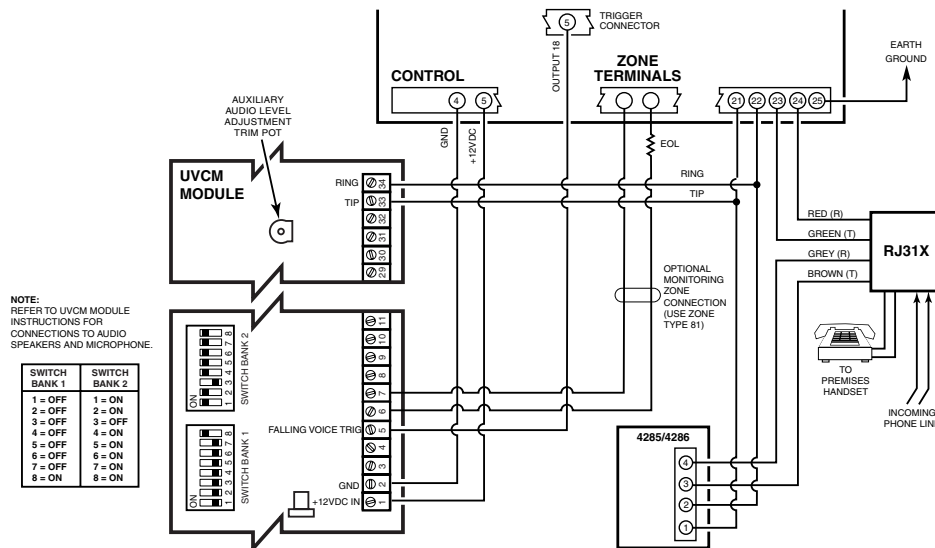 TRIGGER
CONNECTOR
5
OUTPUT 18
EARTH
GROUND
CONTROL
ZONE
TERMINALS
4 5
21 22 23 24 25
GND
+12VDC
EOL
AUXILIARY
AUDIO LEVEL
ADJUSTMENT
TRIM POT
UVCM
MODULE
RING
TIP
34
33
32
31
30
29
RING
TIP
RED (R)
GREEN (T)
GREY (R)
BROWN (T)
RJ31X
OPTIONAL
MONITORING
ZONE
CONNECTION
(USE ZONE
TYPE 81)
TO
PREMISES
HANDSET
INCOMING
PHONE LINE
NOTE:
REFER TO UVCM MODULE
INSTRUCTIONS FOR
CONNECTIONS TO AUDIO
SPEAKERS AND MICROPHONE.
SWITCH BANK 1 SWITCH BANK 2
1 = OFF 1 = ON
2 = OFF 2 = ON
3 = OFF 3 = OFF
4 = OFF 4 = ON
5 = OFF 5 = ON
6 = OFF 6 = ON
7 = OFF 7 = ON
8 = ON 8 = ON
ON
1 2 3 4 5 6 7 8
SWITCH BANK 2
ON
1 2 3 4 5 6 7 8
SWITCH BANK 1
11
10
9
8
7
6
FALLING VOICE TRIG 5
4
3
GND 2
+12VDC IN 1
4285/4286
4
3
2
1